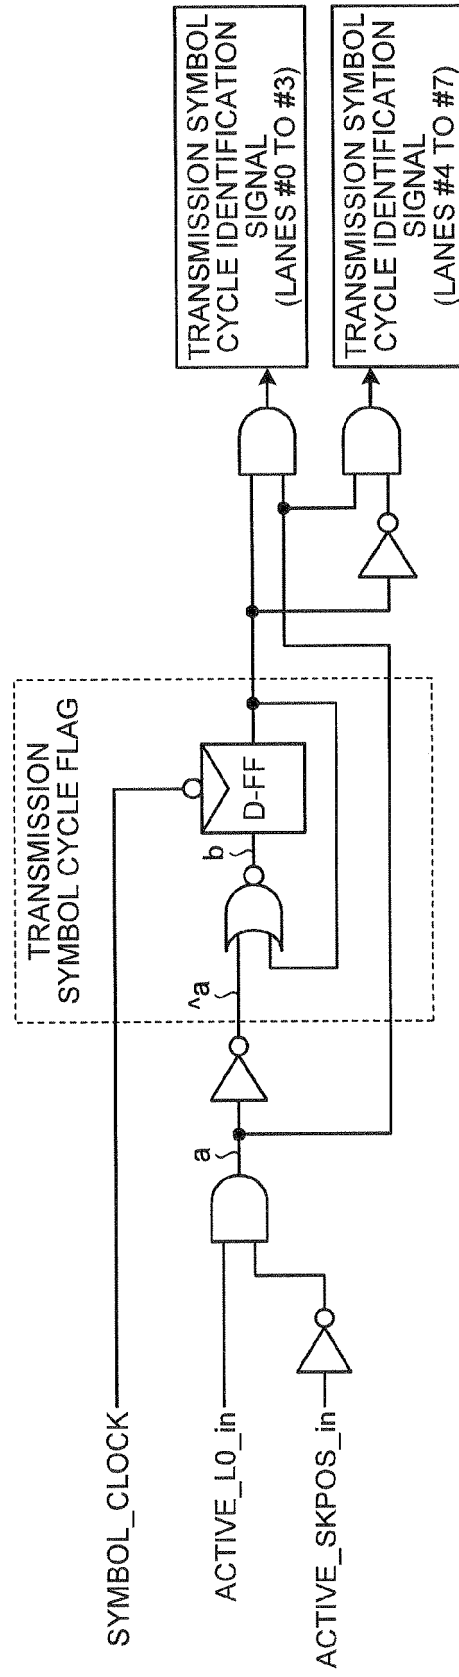 SYMBOL_CLOCK
ACTIVE_L0_in
ACTIVE_SKPOS_in
a
^a
b
TRANSMISSION
SYMBOL CYCLE FLAG
D-FF
TRANSMISSION SYMBOL
CYCLE IDENTIFICATION
SIGNAL
(LANES #0 TO #3)
TRANSMISSION SYMBOL
CYCLE IDENTIFICATION
SIGNAL
(LANES #4 TO #7)